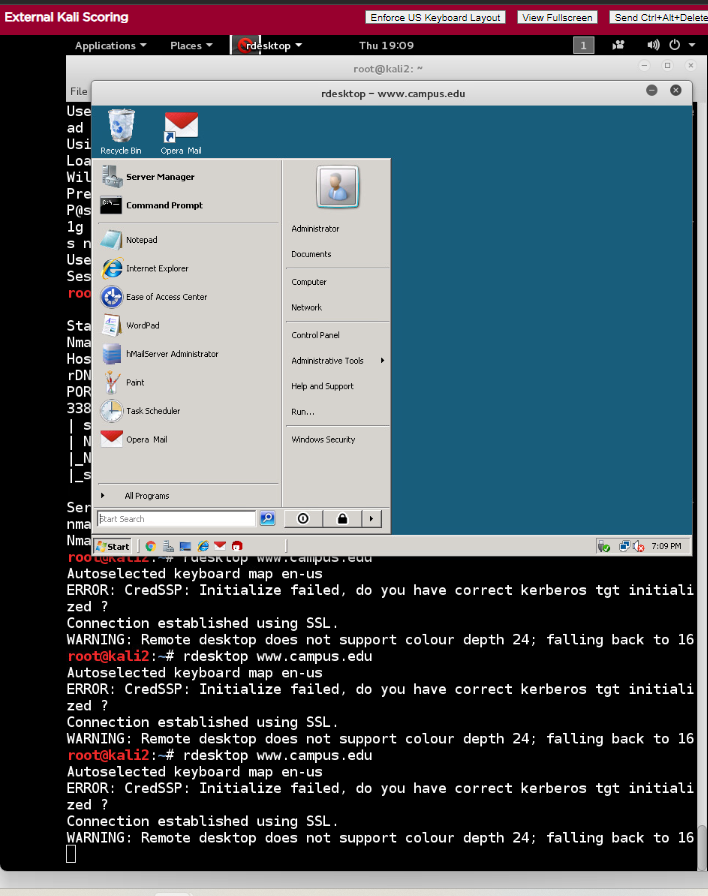 External Kali Scoring
Enforce US Keyboard Layout
View Fullscreen
Send Ctrl+Alt+Delete
Applications
Places
rdesktop
Thu 19:09
1
root@kali2: ~
File
rdesktop - www.campus.edu
Use
ad
Usi
Loa
Wil
Pre
P@s
1g
s n
Use
Ses
roo
Sta
Nma
Hos
rDN
POR
338
| s
| N
|_N
|_s
Ser
nma
Nma
Recycle Bin
Opera Mail
Server Manager
Command Prompt
Notepad
Internet Explorer
Ease of Access Center
WordPad
hMailServer Administrator
Paint
Task Scheduler
Opera Mail
All Programs
Start Search
Administrator
Documents
Computer
Network
Control Panel
Administrative Tools
Help and Support
Run...
Windows Security
Start
7:09 PM
root@kali2:~# rdesktop www.campus.edu
Autoselected keyboard map en-us
ERROR: CredSSP: Initialize failed, do you have correct kerberos tgt initiali
zed ?
Connection established using SSL.
WARNING: Remote desktop does not support colour depth 24; falling back to 16
root@kali2:~# rdesktop www.campus.edu
Autoselected keyboard map en-us
ERROR: CredSSP: Initialize failed, do you have correct kerberos tgt initiali
zed ?
Connection established using SSL.
WARNING: Remote desktop does not support colour depth 24; falling back to 16
root@kali2:~# rdesktop www.campus.edu
Autoselected keyboard map en-us
ERROR: CredSSP: Initialize failed, do you have correct kerberos tgt initiali
zed ?
Connection established using SSL.
WARNING: Remote desktop does not support colour depth 24; falling back to 16